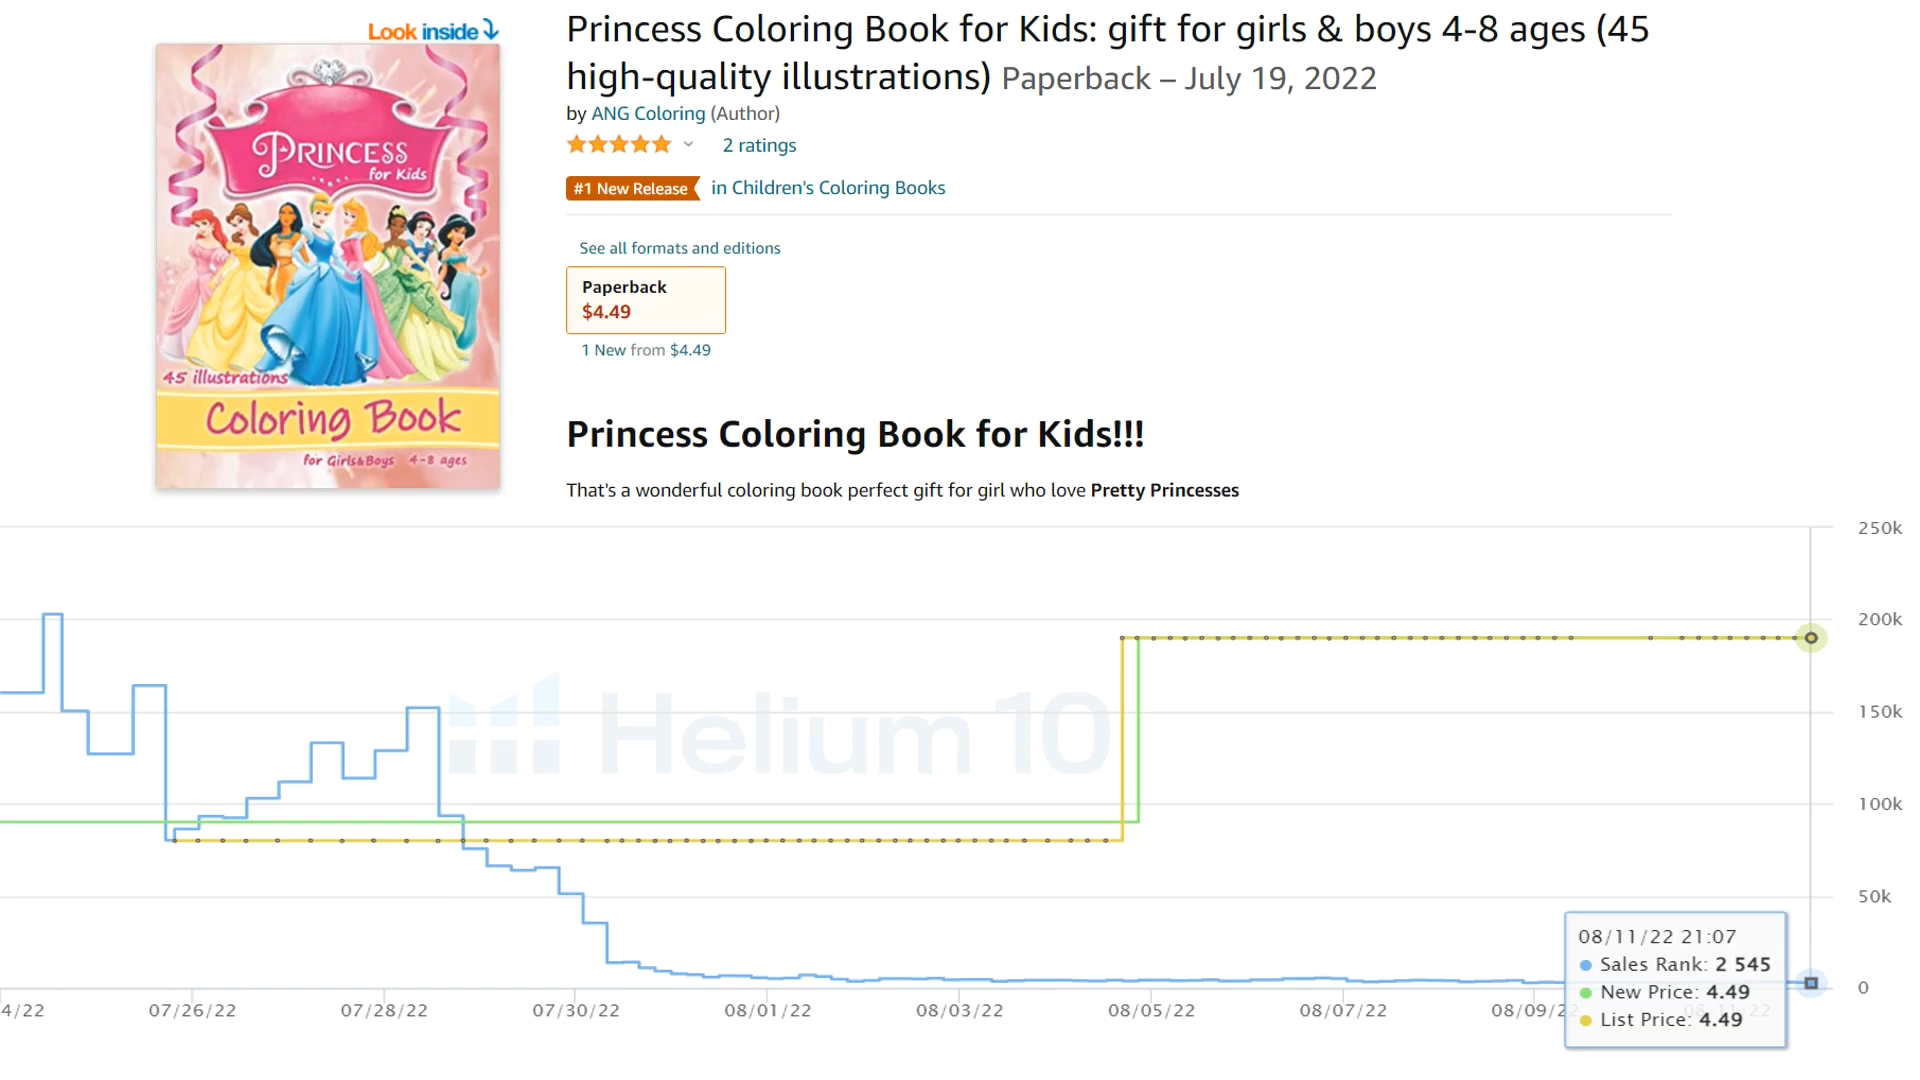 Look inside
Princess Coloring Book for Kids: gift for girls & boys 4-8 ages (45
high-quality illustrations) Paperback – July 19, 2022
by ANG Coloring (Author)
2 ratings
#1 New Release in Children's Coloring Books
See all formats and editions
Paperback
$4.49
1 New from $4.49
Princess Coloring Book for Kids!!!
That's a wonderful coloring book perfect gift for girl who love Pretty Princesses
PRINCESS
for Kids
45 illustrations
Coloring Book
for Girls&Boys 4-8 ages
250k
200k
150k
100k
50k
0
Helium 10
08/11/22 21:07
Sales Rank: 2 545
New Price: 4.49
List Price: 4.49
4/22 07/26/22 07/28/22 07/30/22 08/01/22 08/03/22 08/05/22 08/07/22 08/09/22 08/11/22